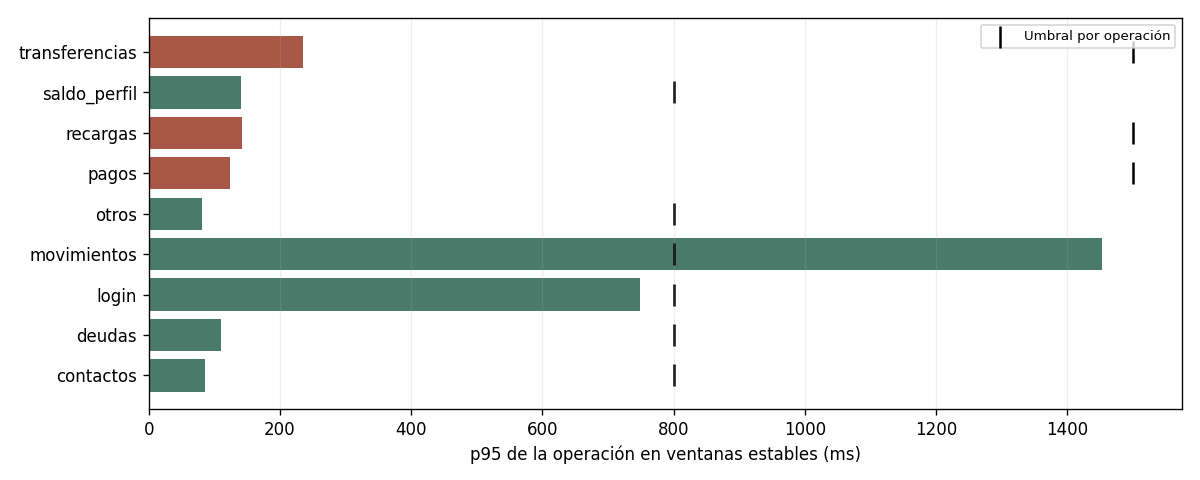 Umbral por operación
transferencias
saldo_perfil
recargas
pagos
otros
movimientos
login
deudas
contactos
0 200 400 600 800 1000 1200 1400
p95 de la operación en ventanas estables (ms)